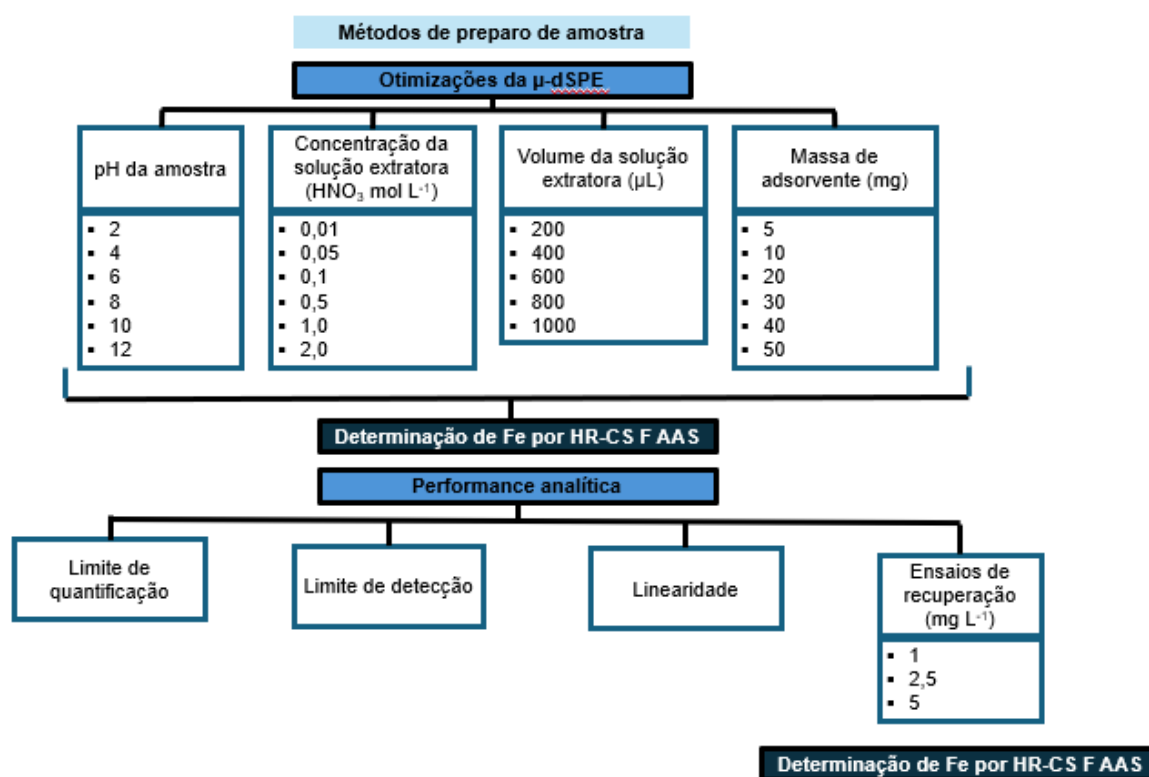 Métodos de preparo de amostra
Otimizações da µ-dSPE
pH da amostra
▪ 2
▪ 4
▪ 6
▪ 8
▪ 10
▪ 12
Concentração da
solução extratora
(HNO₃ mol L⁻¹)
▪ 0,01
▪ 0,05
▪ 0,1
▪ 0,5
▪ 1,0
▪ 2,0
Volume da solução
extratora (µL)
▪ 200
▪ 400
▪ 600
▪ 800
▪ 1000
Massa de
adsorvente (mg)
▪ 5
▪ 10
▪ 20
▪ 30
▪ 40
▪ 50
Determinação de Fe por HR-CS F AAS
Performance analítica
Limite de
quantificação
Limite de detecção
Linearidade
Ensaios de
recuperação
(mg L⁻¹)
▪ 1
▪ 2,5
▪ 5
Determinação de Fe por HR-CS F AAS